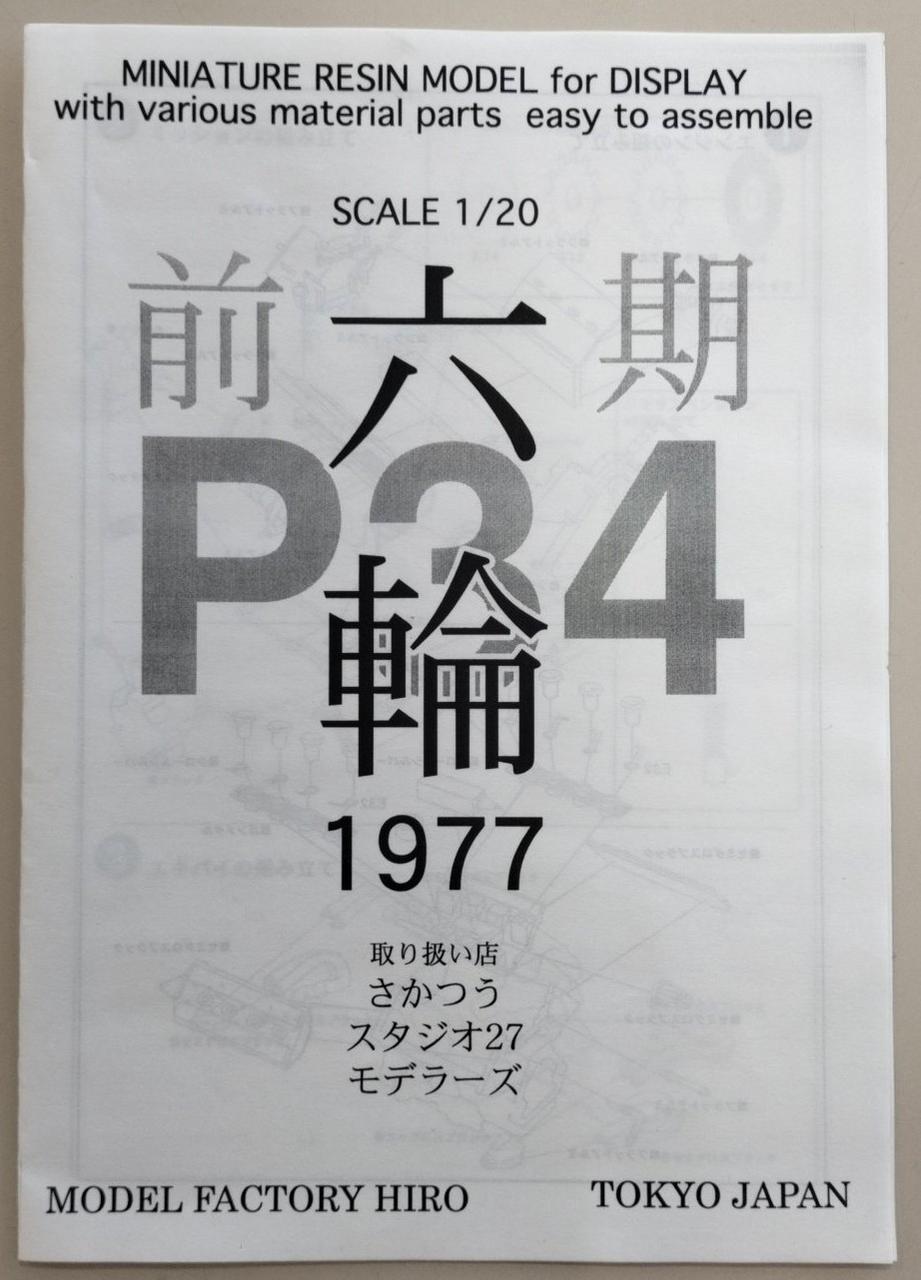 MINIATURE RESIN MODEL for DISPLAY
with various material parts easy to assemble
SCALE 1/20
前期
六輪
P34
1977
取り扱い店
さかつう
スタジオ27
モデラーズ
MODEL FACTORY HIRO
TOKYO JAPAN